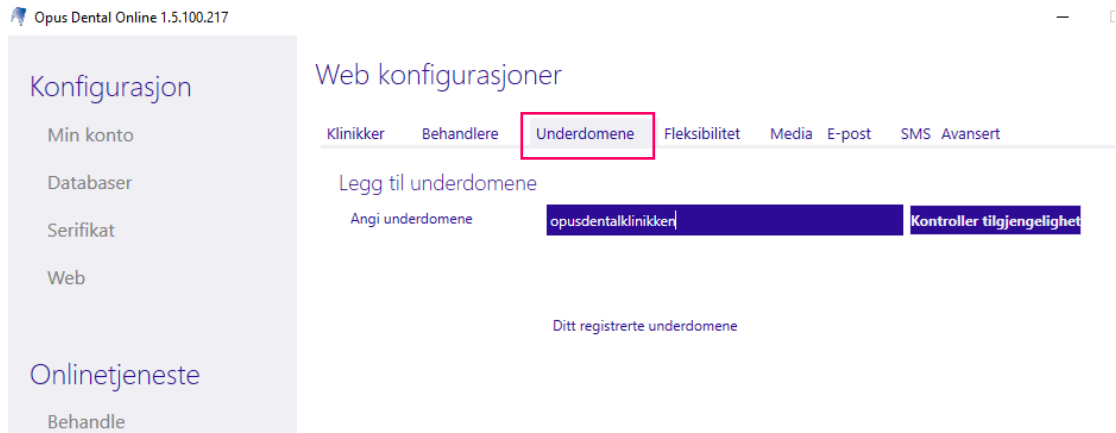 Opus Dental Online 1.5.100.217
Konfigurasjon
Min konto
Databaser
Serifikat
Web
Onlinetjeneste
Behandle
Web konfigurasjoner
Klinikker Behandlere Underdomene Fleksibilitet Media E-post SMS Avansert
Legg til underdomene
Angi underdomene opusdentalklinikken Kontroller tilgjengelighet
Ditt registrerte underdomene